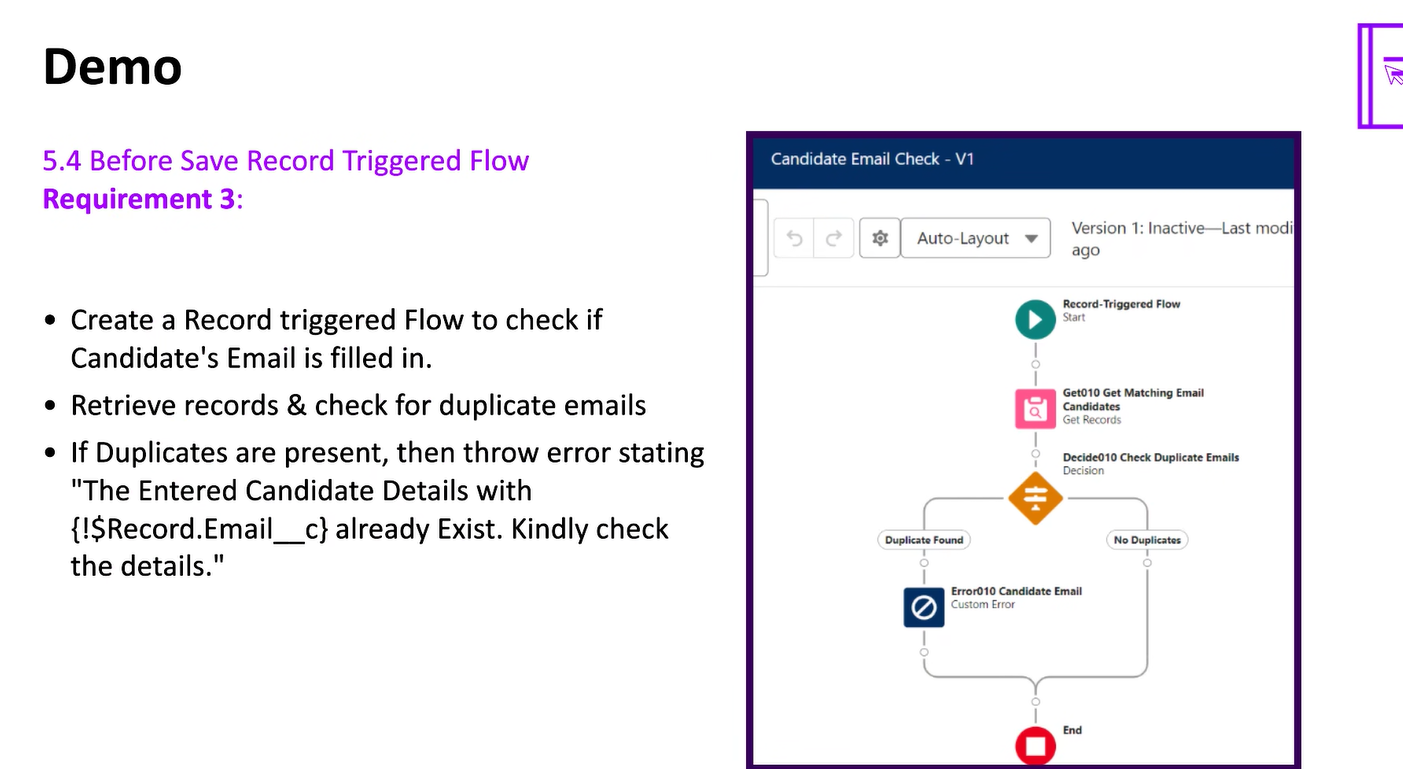 Demo
5.4 Before Save Record Triggered Flow
Requirement 3:
• Create a Record triggered Flow to check if
Candidate's Email is filled in.
• Retrieve records & check for duplicate emails
• If Duplicates are present, then throw error stating
"The Entered Candidate Details with
{!$Record.Email__c} already Exist. Kindly check
the details."
Candidate Email Check - V1
Auto-Layout
Version 1: Inactive—Last modi
ago
Record-Triggered Flow
Start
Get010 Get Matching Email
Candidates
Get Records
Decide010 Check Duplicate Emails
Decision
Duplicate Found
No Duplicates
Error010 Candidate Email
Custom Error
End